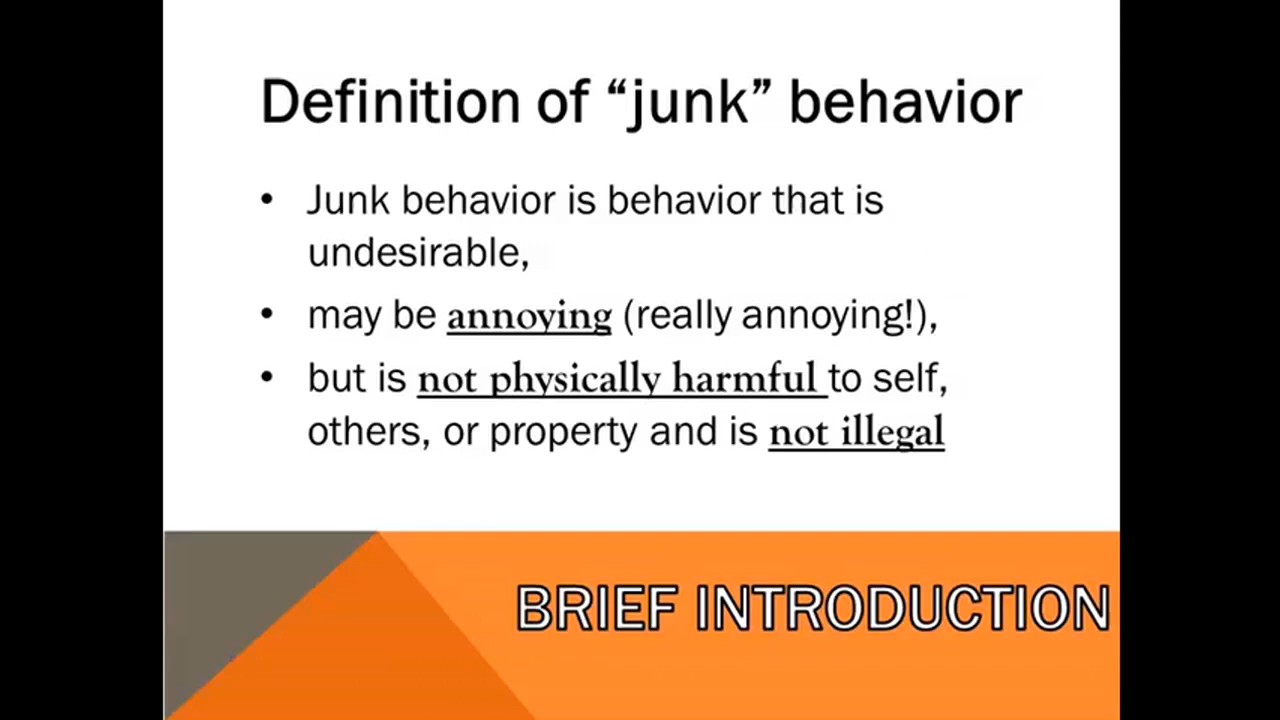 Definition of “junk” behavior
• Junk behavior is behavior that is
undesirable,
• may be annoying (really annoying!),
• but is not physically harmful to self,
others, or property and is not illegal
BRIEF INTRODUCTION